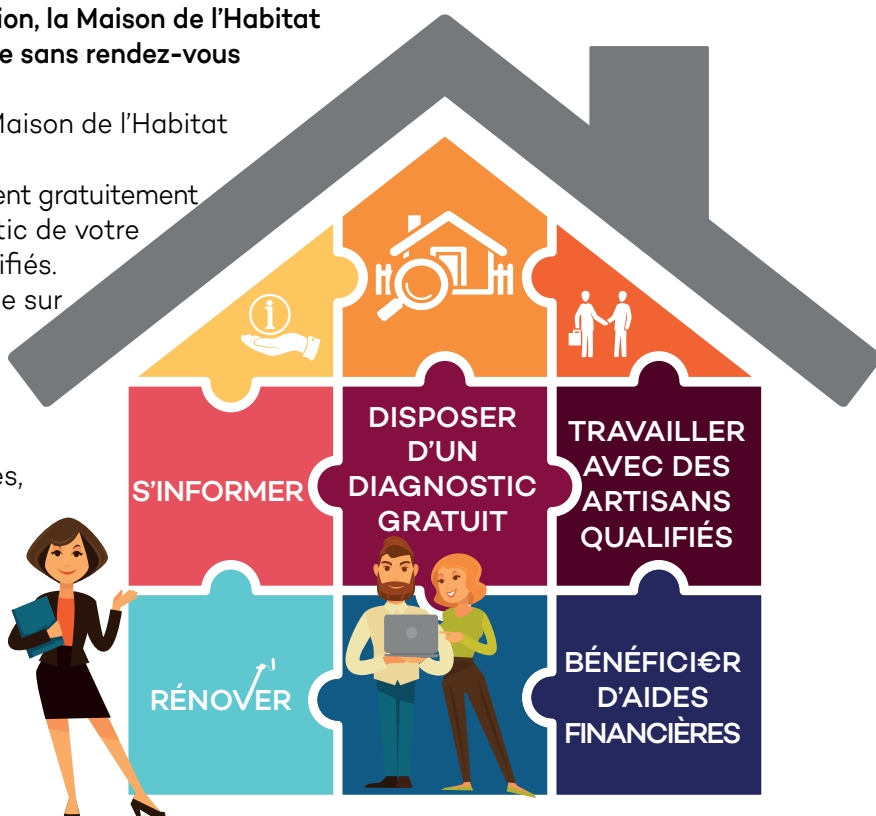 ion, la Maison de l'Habitat
e sans rendez-vous
Maison de l'Habitat
ent gratuitement
tic de votre
ifiés.
e sur
es,
S'INFORMER
DISPOSER
D'UN
DIAGNOSTIC
GRATUIT
TRAVAILLER
AVEC DES
ARTISANS
QUALIFIÉS
RÉNOVER
BÉNÉFICI€R
D'AIDES
FINANCIÈRES